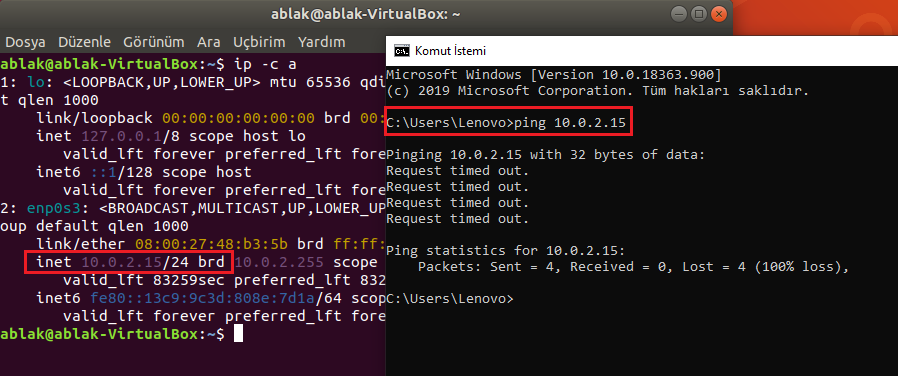 ablak@ablak-VirtualBox: ~
Dosya Düzenle Görünüm Ara Uçbirim Yardım
ablak@ablak-VirtualBox:~$ ip -c a
1: lo: <LOOPBACK,UP,LOWER_UP> mtu 65536 qdi
t qlen 1000
link/loopback 00:00:00:00:00:00 brd 00:
inet 127.0.0.1/8 scope host lo
valid_lft forever preferred_lft forev
inet6 ::1/128 scope host
valid_lft forever preferred_lft forev
2: enp0s3: <BROADCAST,MULTICAST,UP,LOWER_UP
oup default qlen 1000
link/ether 08:00:27:48:b3:5b brd ff:ff:
inet 10.0.2.15/24 brd 10.0.2.255 scope
valid_lft 83259sec preferred_lft 832
inet6 fe80::13c9:9c3d:808e:7d1a/64 scop
valid_lft forever preferred_lft forev
ablak@ablak-VirtualBox:~$
C:\.
Komut İstemi
Microsoft Windows [Version 10.0.18363.900]
(c) 2019 Microsoft Corporation. Tüm hakları saklıdır.
C:\Users\Lenovo>ping 10.0.2.15
Pinging 10.0.2.15 with 32 bytes of data:
Request timed out.
Request timed out.
Request timed out.
Request timed out.
Ping statistics for 10.0.2.15:
Packets: Sent = 4, Received = 0, Lost = 4 (100% loss),
C:\Users\Lenovo>